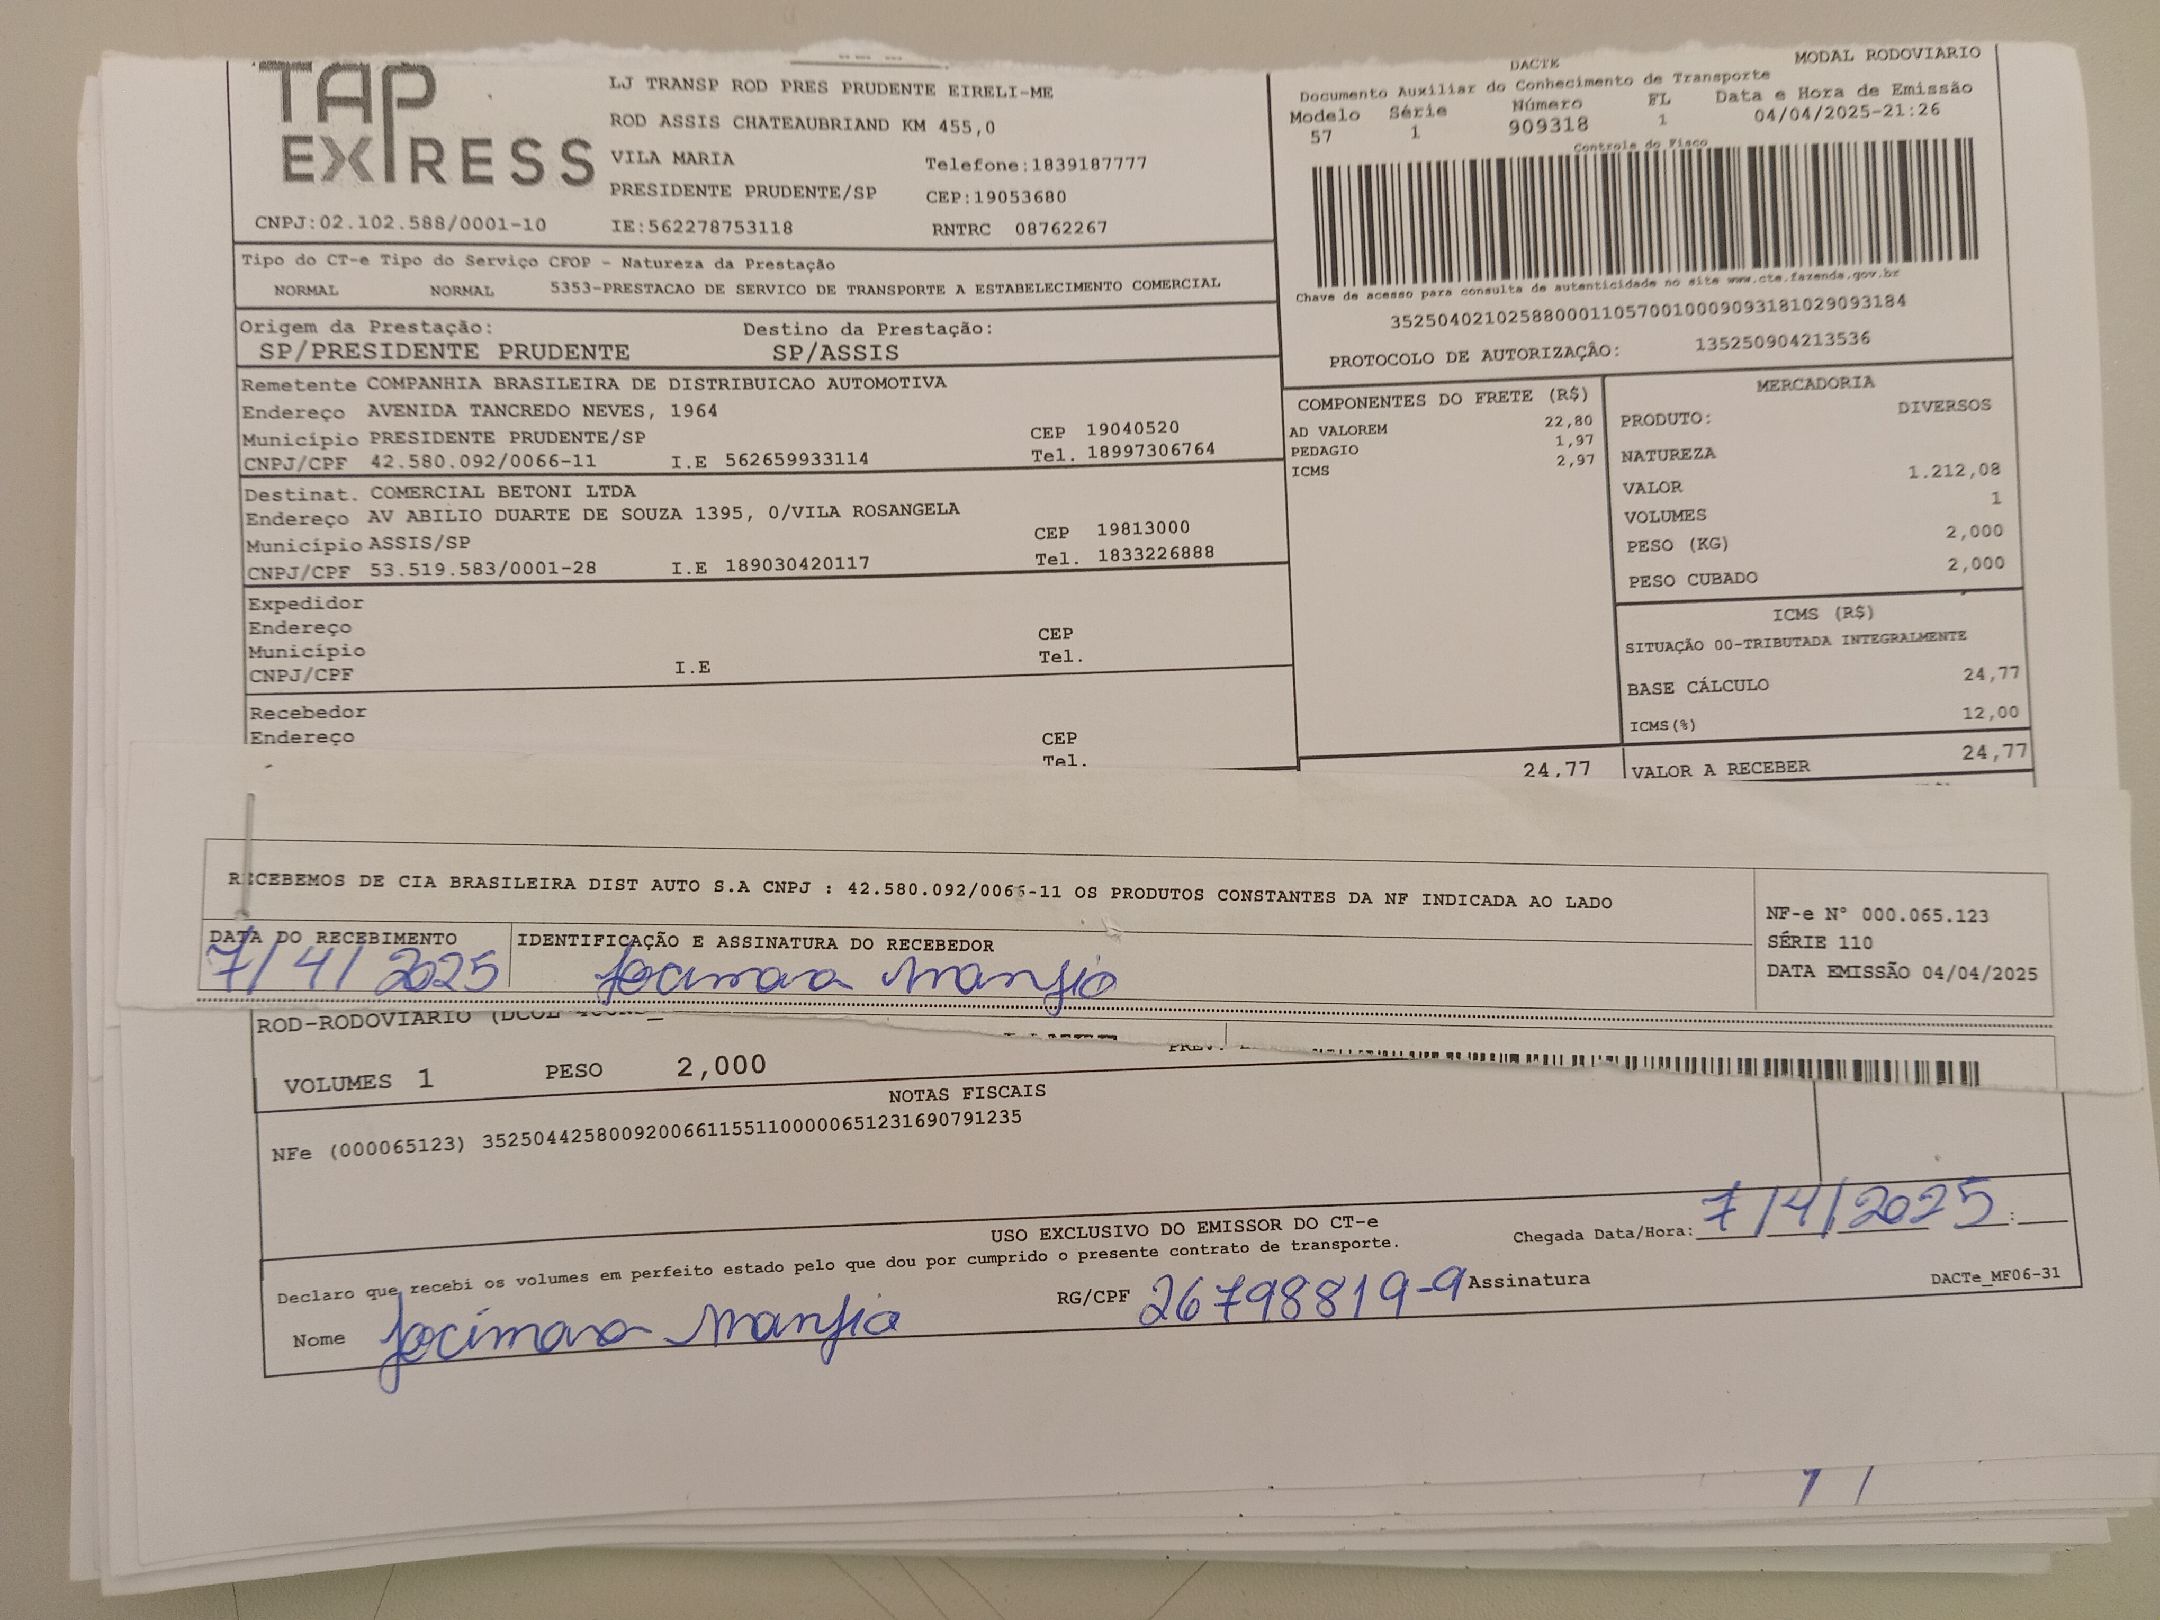 TAP
EXPRESS
LJ TRANSP ROD PRES PRUDENTE EIRELI-ME
ROD ASSIS CHATEAUBRIAND KM 455,0
VILA MARIA Telefone:1839187777
PRESIDENTE PRUDENTE/SP CEP:19053680
CNPJ:02.102.588/0001-10 IE:562278753118 RNTRC 08762267
DACTE MODAL RODOVIARIO
Documento Auxiliar do Conhecimento de Transporte
Modelo Série Número FL Data e Hora de Emissão
57 1 909318 1 04/04/2025-21:26
Controle do Fisco
Chave de acesso para consulta de autenticidade no site www.cte.fazenda.gov.br
35250402102588000110570010009093181029093184
PROTOCOLO DE AUTORIZAÇÂO: 135250904213536
Tipo do CT-e Tipo do Serviço CFOP - Natureza da Prestação
NORMAL NORMAL 5353-PRESTACAO DE SERVICO DE TRANSPORTE A ESTABELECIMENTO COMERCIAL
Origem da Prestação: Destino da Prestação:
SP/PRESIDENTE PRUDENTE SP/ASSIS
Remetente COMPANHIA BRASILEIRA DE DISTRIBUICAO AUTOMOTIVA
Endereço AVENIDA TANCREDO NEVES, 1964
Município PRESIDENTE PRUDENTE/SP CEP 19040520
CNPJ/CPF 42.580.092/0066-11 I.E 562659933114 Tel. 18997306764
Destinat. COMERCIAL BETONI LTDA
Endereço AV ABILIO DUARTE DE SOUZA 1395, 0/VILA ROSANGELA
Município ASSIS/SP CEP 19813000
CNPJ/CPF 53.519.583/0001-28 I.E 189030420117 Tel. 1833226888
Expedidor
Endereço
Município CEP
CNPJ/CPF I.E Tel.
Recebedor
Endereço CEP
Tel.
COMPONENTES DO FRETE (R$)
AD VALOREM 22,80
PEDAGIO 1,97
ICMS 2,97
24,77
MERCADORIA
PRODUTO: DIVERSOS
NATUREZA
VALOR 1.212,08
VOLUMES 1
PESO (KG) 2,000
PESO CUBADO 2,000
ICMS (R$)
SITUAÇÃO 00-TRIBUTADA INTEGRALMENTE
BASE CÁLCULO 24,77
ICMS(%) 12,00
VALOR A RECEBER 24,77
RECEBEMOS DE CIA BRASILEIRA DIST AUTO S.A CNPJ : 42.580.092/0066-11 OS PRODUTOS CONSTANTES DA NF INDICADA AO LADO
DATA DO RECEBIMENTO IDENTIFICAÇÃO E ASSINATURA DO RECEBEDOR
7/4/2025 Jocimara Manfio
NF-e N° 000.065.123
SÉRIE 110
DATA EMISSÃO 04/04/2025
ROD-RODOVIARIO
VOLUMES 1 PESO 2,000
NOTAS FISCAIS
NFe (000065123) 35250442580092006611551100000651231690791235
USO EXCLUSIVO DO EMISSOR DO CT-e
Declaro que recebi os volumes em perfeito estado pelo que dou por cumprido o presente contrato de transporte.
Chegada Data/Hora: 7/4/2025 :
Nome Jocimara Manfio RG/CPF 26798819-9 Assinatura
DACTe_MF06-31